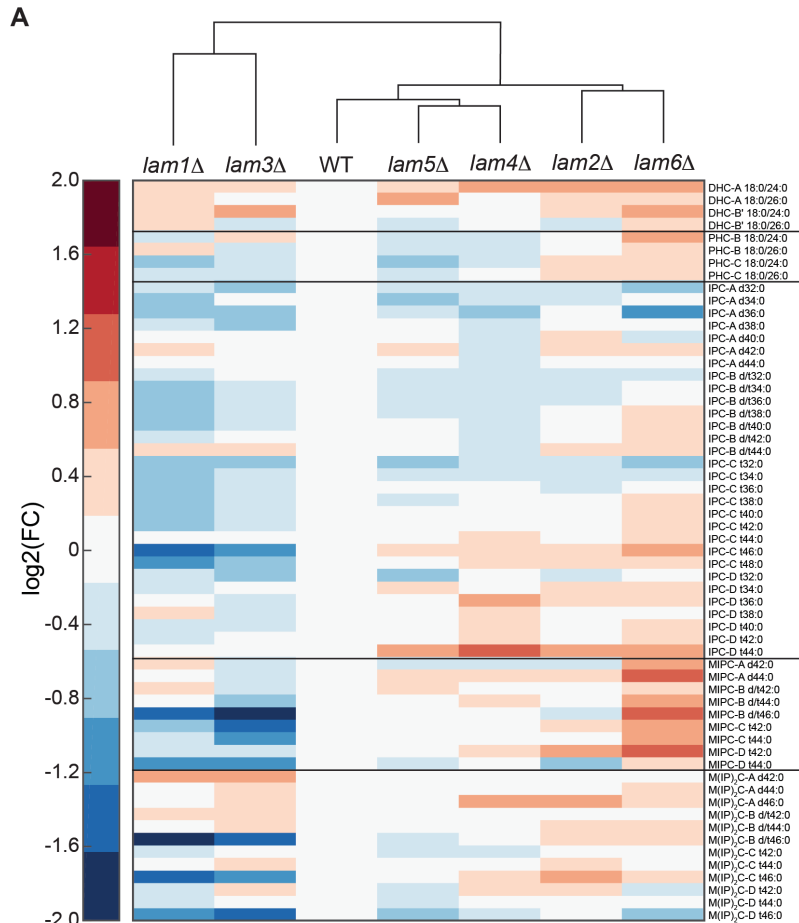 A
lam1Δ lam3Δ WT lam5Δ lam4Δ lam2Δ lam6Δ
2.0
1.6
1.2
0.8
0.4
0
-0.4
-0.8
-1.2
-1.6
-2.0
log2(FC)
DHC-A 18:0/24:0
DHC-A 18:0/26:0
DHC-B' 18:0/24:0
DHC-B' 18:0/26:0
PHC-B 18:0/24:0
PHC-B 18:0/26:0
PHC-C 18:0/24:0
PHC-C 18:0/26:0
IPC-A d32:0
IPC-A d34:0
IPC-A d36:0
IPC-A d38:0
IPC-A d40:0
IPC-A d42:0
IPC-A d44:0
IPC-B d/t32:0
IPC-B d/t34:0
IPC-B d/t36:0
IPC-B d/t38:0
IPC-B d/t40:0
IPC-B d/t42:0
IPC-B d/t44:0
IPC-C t32:0
IPC-C t34:0
IPC-C t36:0
IPC-C t38:0
IPC-C t40:0
IPC-C t42:0
IPC-C t44:0
IPC-C t46:0
IPC-C t48:0
IPC-D t32:0
IPC-D t34:0
IPC-D t36:0
IPC-D t38:0
IPC-D t40:0
IPC-D t42:0
IPC-D t44:0
MIPC-A d42:0
MIPC-A d44:0
MIPC-B d/t42:0
MIPC-B d/t44:0
MIPC-B d/t46:0
MIPC-C t42:0
MIPC-C t44:0
MIPC-D t42:0
MIPC-D t44:0
M(IP)₂C-A d42:0
M(IP)₂C-A d44:0
M(IP)₂C-A d46:0
M(IP)₂C-B d/t42:0
M(IP)₂C-B d/t44:0
M(IP)₂C-B d/t46:0
M(IP)₂C-C t42:0
M(IP)₂C-C t44:0
M(IP)₂C-C t46:0
M(IP)₂C-D t42:0
M(IP)₂C-D t44:0
M(IP)₂C-D t46:0